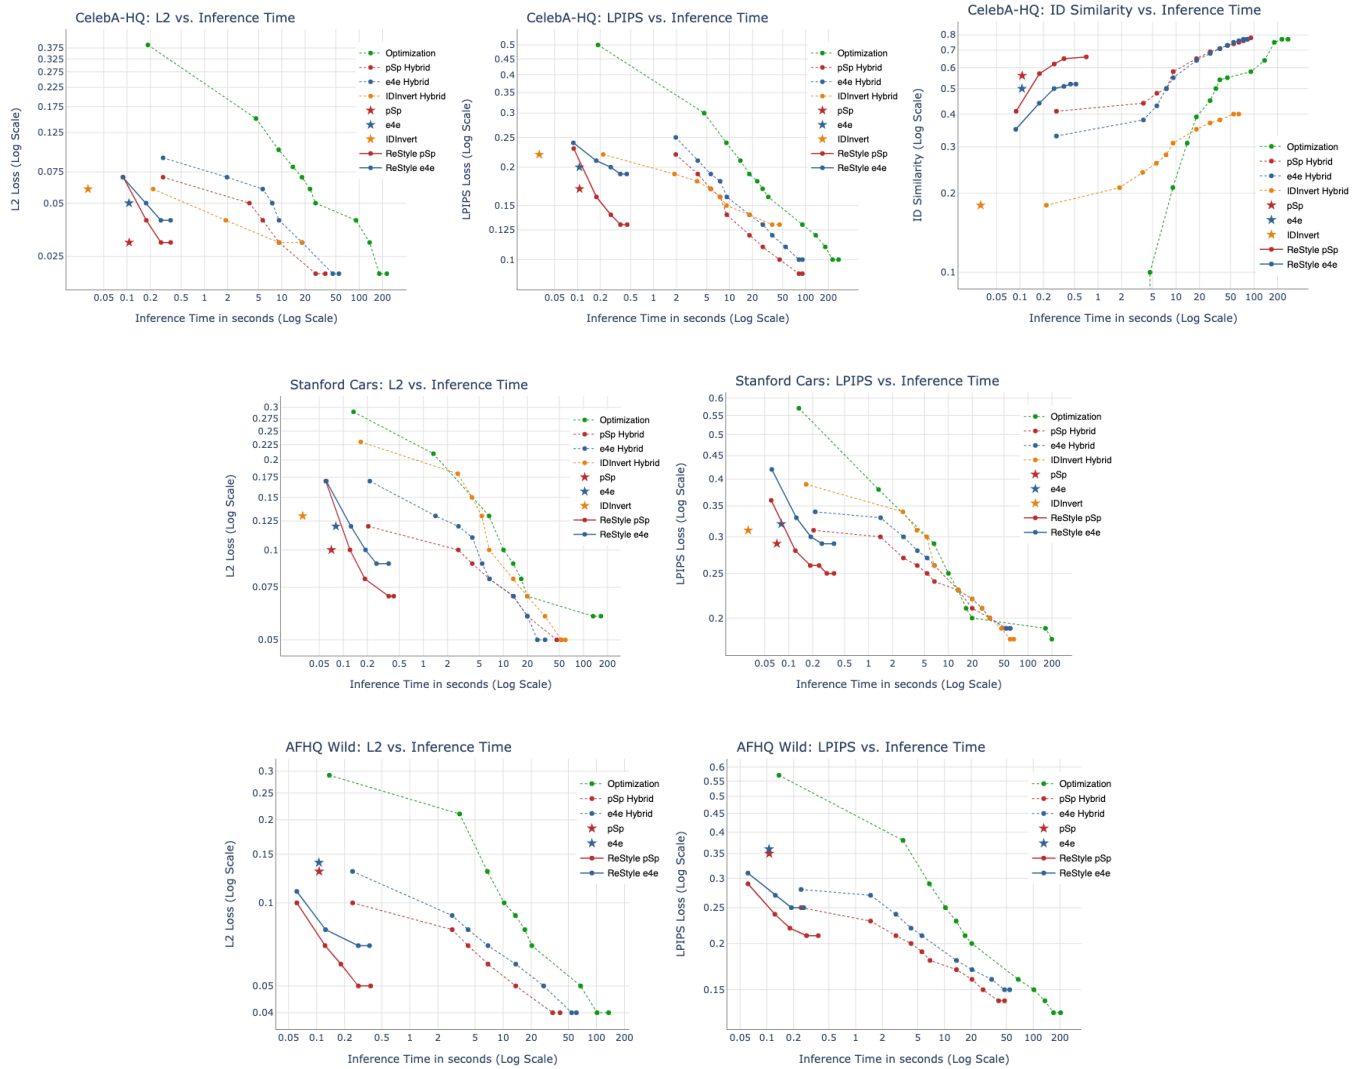 CelebA-HQ: L2 vs. Inference Time
L2 Loss (Log Scale)
0.375
0.325
0.275
0.225
0.175
0.125
0.075
0.05
0.025
0.05 0.1 0.2 0.5 1 2 5 10 20 50 100 200
Inference Time in seconds (Log Scale)
Optimization
pSp Hybrid
e4e Hybrid
IDInvert Hybrid
pSp
e4e
IDInvert
ReStyle pSp
ReStyle e4e
CelebA-HQ: LPIPS vs. Inference Time
LPIPS Loss (Log Scale)
0.5
0.45
0.4
0.35
0.3
0.25
0.2
0.15
0.125
0.1
0.05 0.1 0.2 0.5 1 2 5 10 20 50 100 200
Inference Time in seconds (Log Scale)
Optimization
pSp Hybrid
e4e Hybrid
IDInvert Hybrid
pSp
e4e
IDInvert
ReStyle pSp
ReStyle e4e
CelebA-HQ: ID Similarity vs. Inference Time
ID Similarity (Log Scale)
0.8
0.7
0.6
0.5
0.4
0.3
0.2
0.1
0.05 0.1 0.2 0.5 1 2 5 10 20 50 100 200
Inference Time in seconds (Log Scale)
Optimization
pSp Hybrid
e4e Hybrid
IDInvert Hybrid
pSp
e4e
IDInvert
ReStyle pSp
ReStyle e4e
Stanford Cars: L2 vs. Inference Time
L2 Loss (Log Scale)
0.3
0.275
0.25
0.225
0.2
0.175
0.15
0.125
0.1
0.075
0.05
0.05 0.1 0.2 0.5 1 2 5 10 20 50 100 200
Inference Time in seconds (Log Scale)
Optimization
pSp Hybrid
e4e Hybrid
IDInvert Hybrid
pSp
e4e
IDInvert
ReStyle pSp
ReStyle e4e
Stanford Cars: LPIPS vs. Inference Time
LPIPS Loss (Log Scale)
0.6
0.55
0.5
0.45
0.4
0.35
0.3
0.25
0.2
0.05 0.1 0.2 0.5 1 2 5 10 20 50 100 200
Inference Time in seconds (Log Scale)
Optimization
pSp Hybrid
e4e Hybrid
IDInvert Hybrid
pSp
e4e
IDInvert
ReStyle pSp
ReStyle e4e
AFHQ Wild: L2 vs. Inference Time
L2 Loss (Log Scale)
0.3
0.25
0.2
0.15
0.1
0.05
0.04
0.05 0.1 0.2 0.5 1 2 5 10 20 50 100 200
Inference Time in seconds (Log Scale)
Optimization
pSp Hybrid
e4e Hybrid
pSp
e4e
ReStyle pSp
ReStyle e4e
AFHQ Wild: LPIPS vs. Inference Time
LPIPS Loss (Log Scale)
0.6
0.55
0.5
0.45
0.4
0.35
0.3
0.25
0.2
0.15
0.05 0.1 0.2 0.5 1 2 5 10 20 50 100 200
Inference Time in seconds (Log Scale)
Optimization
pSp Hybrid
e4e Hybrid
pSp
e4e
ReStyle pSp
ReStyle e4e